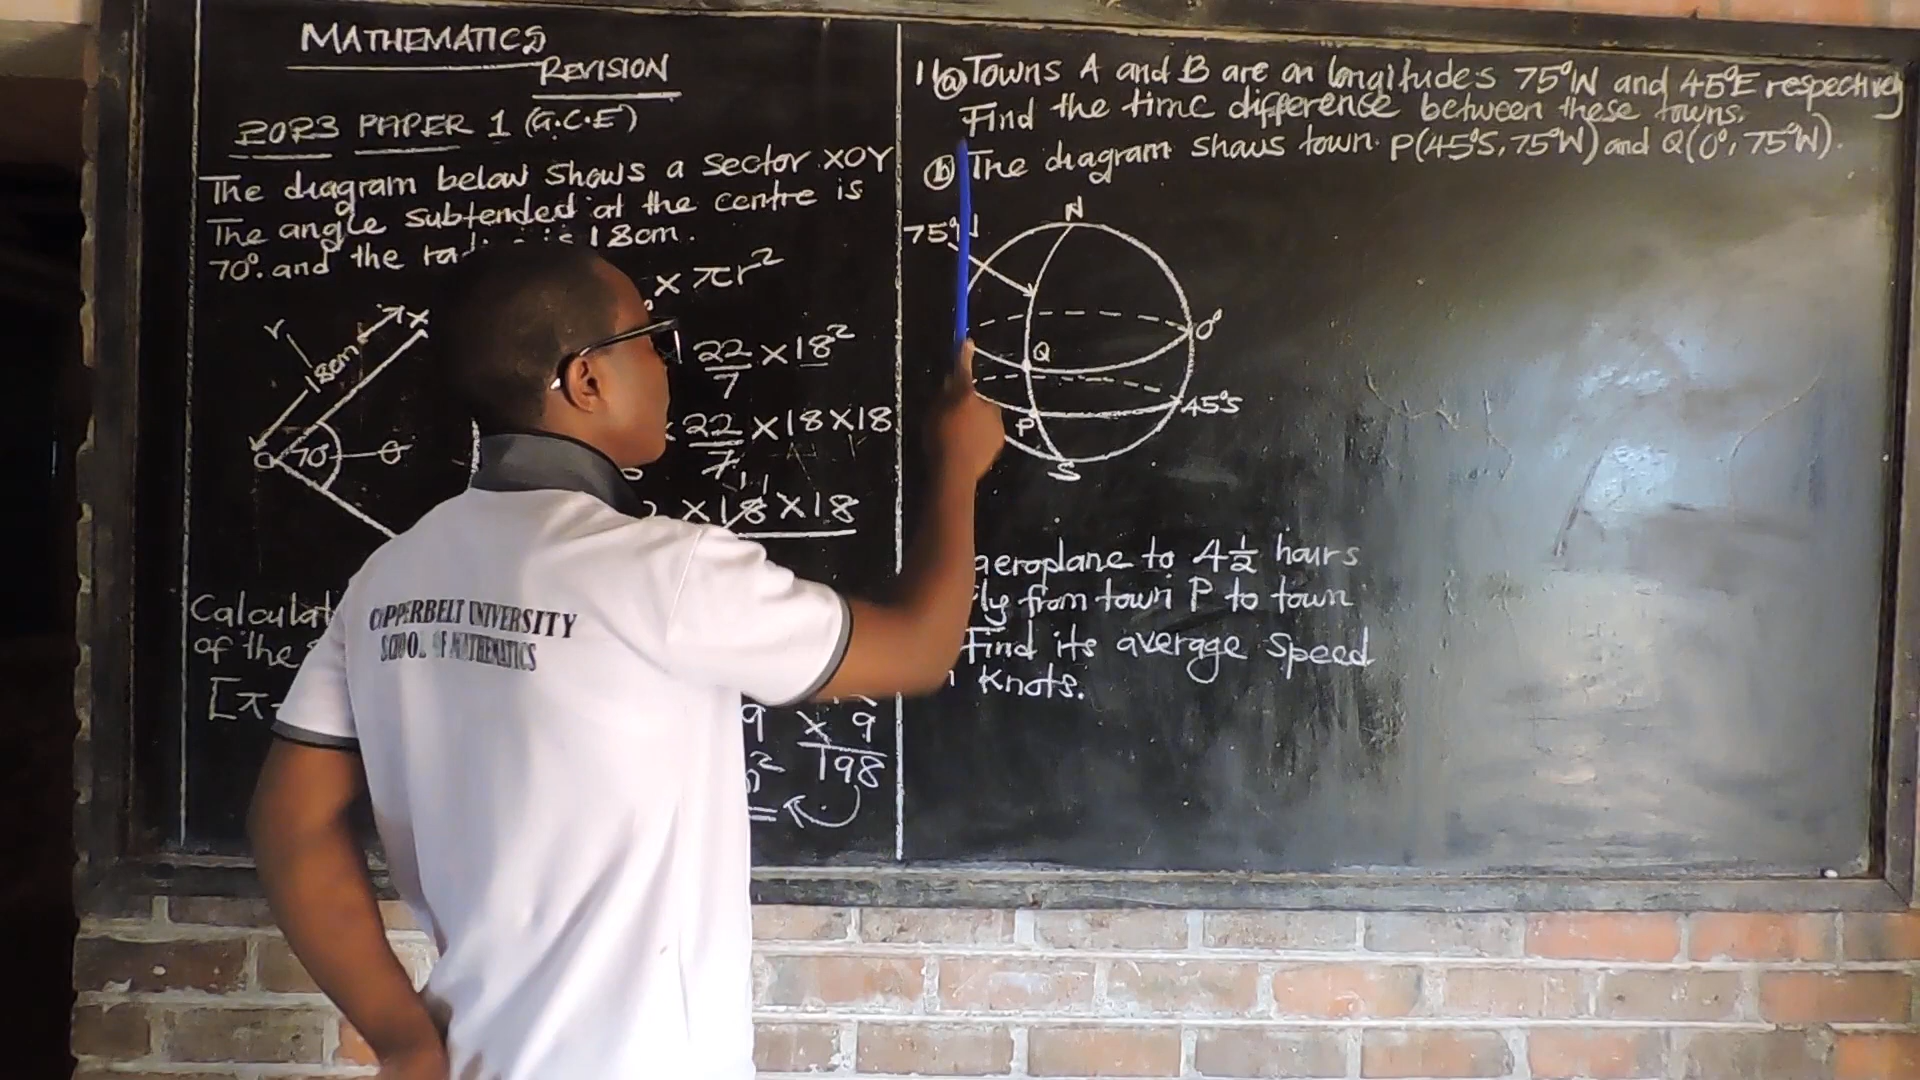 MATHEMATICS
REVISION
2023 PAPER 1 (G.C.E)
The diagram below shows a sector XOY
The angle subtended at the centre is
70°. and the is 18cm.
× πr²
r
18cm
X
O
70°
θ
22/7 × 18²
× 22/7 × 18 × 18
× 18 × 18
of the
[π
9
× 9
198
11 (a) Towns A and B are on longitudes 75°W and 45°E respectively
Find the time difference between these towns.
(b) The diagram shows town P(45°S, 75°W) and Q(0°, 75°W).
N
0°
Q
45°S
P
S
aeroplane to 4½ hours
from town P to town
Find its average speed
Knots.
COPPERBELT UNIVERSITY
SCHOOL OF MATHEMATICS